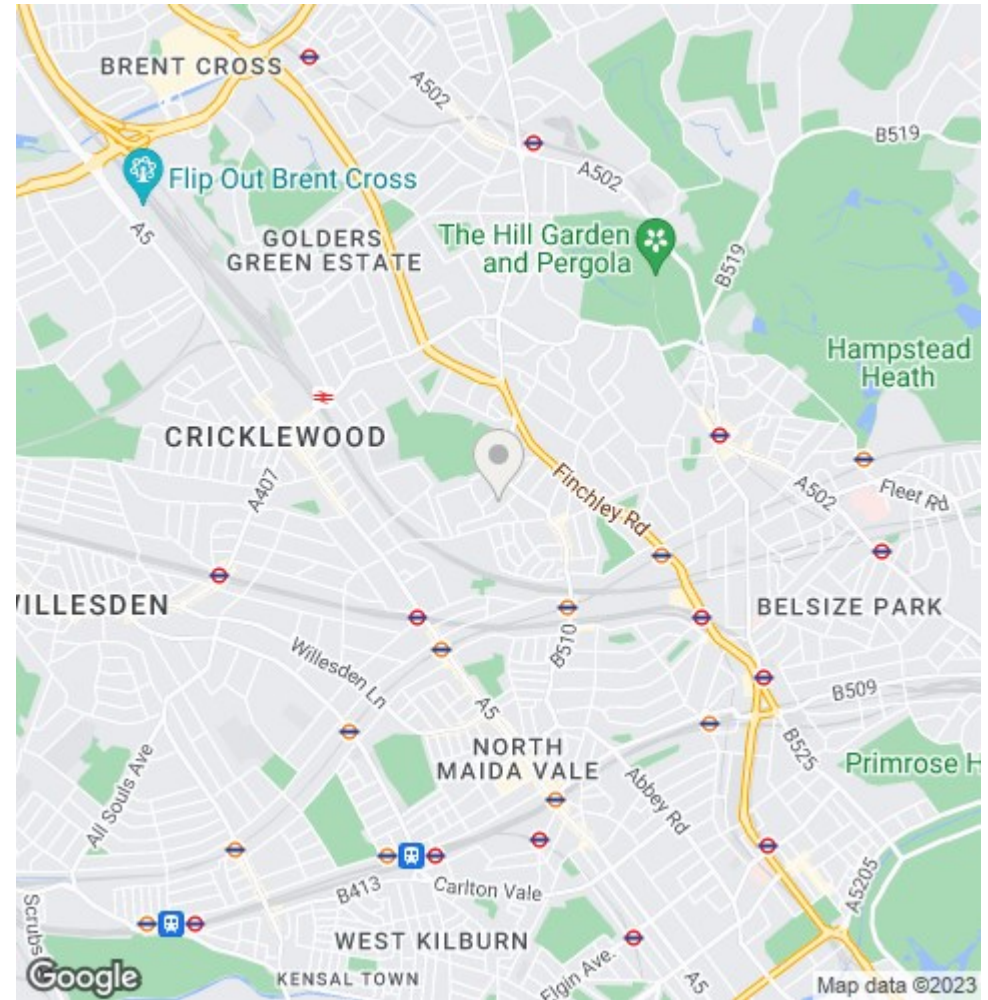 BRENT CROSS
A502
B519
A502
Flip Out Brent Cross
A5
GOLDERS
GREEN ESTATE
The Hill Garden
and Pergola
B519
Hampstead
Heath
CRICKLEWOOD
A407
Finchley Rd
A502
Fleet Rd
ILLESDEN
BELSIZE PARK
B510
Willesden Ln
A5
B509
NORTH
MAIDA VALE
B525
Primrose H
All Souls Ave
Abbey Rd
B413
Carlton Vale
A5205
Scrubs
WEST KILBURN
KENSAL TOWN
Elgin Ave.
A5
Google
Map data ©2023